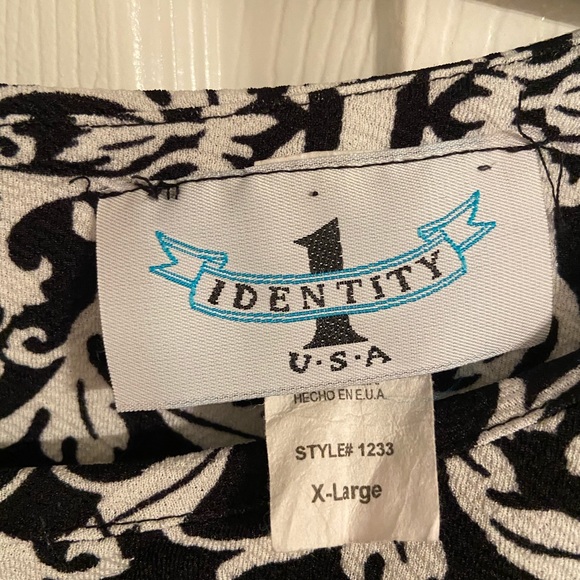 1
IDENTITY
U·S·A
HECHO EN E.U.A.
STYLE# 1233
X-Large